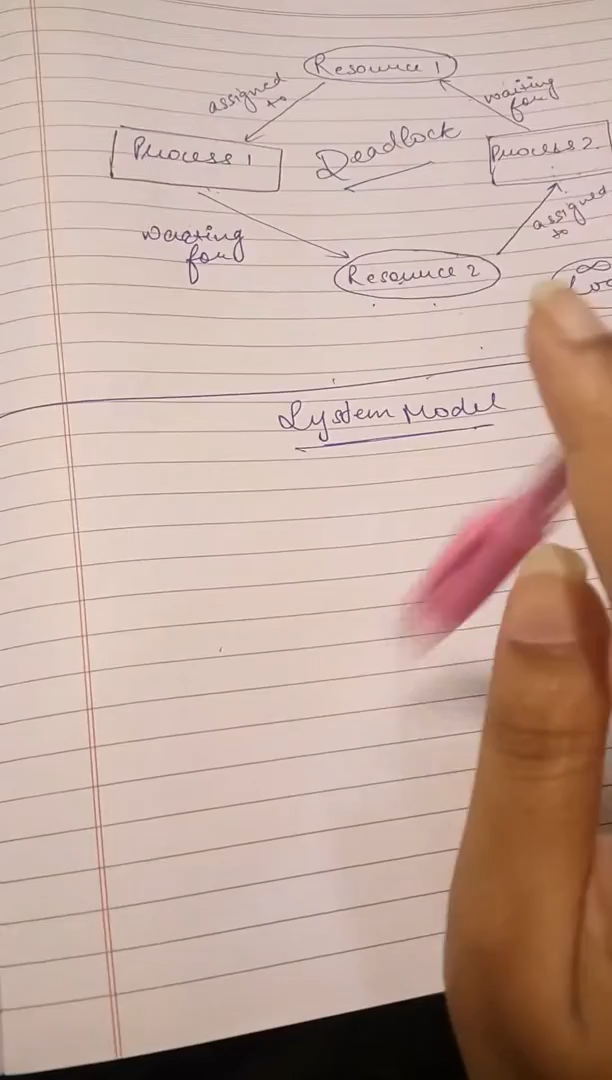 Resource 1
assigned
to
waiting
for
Process 1
Deadlock
Process 2
assigned
to
waiting
for
Resource 2
∞
System Model